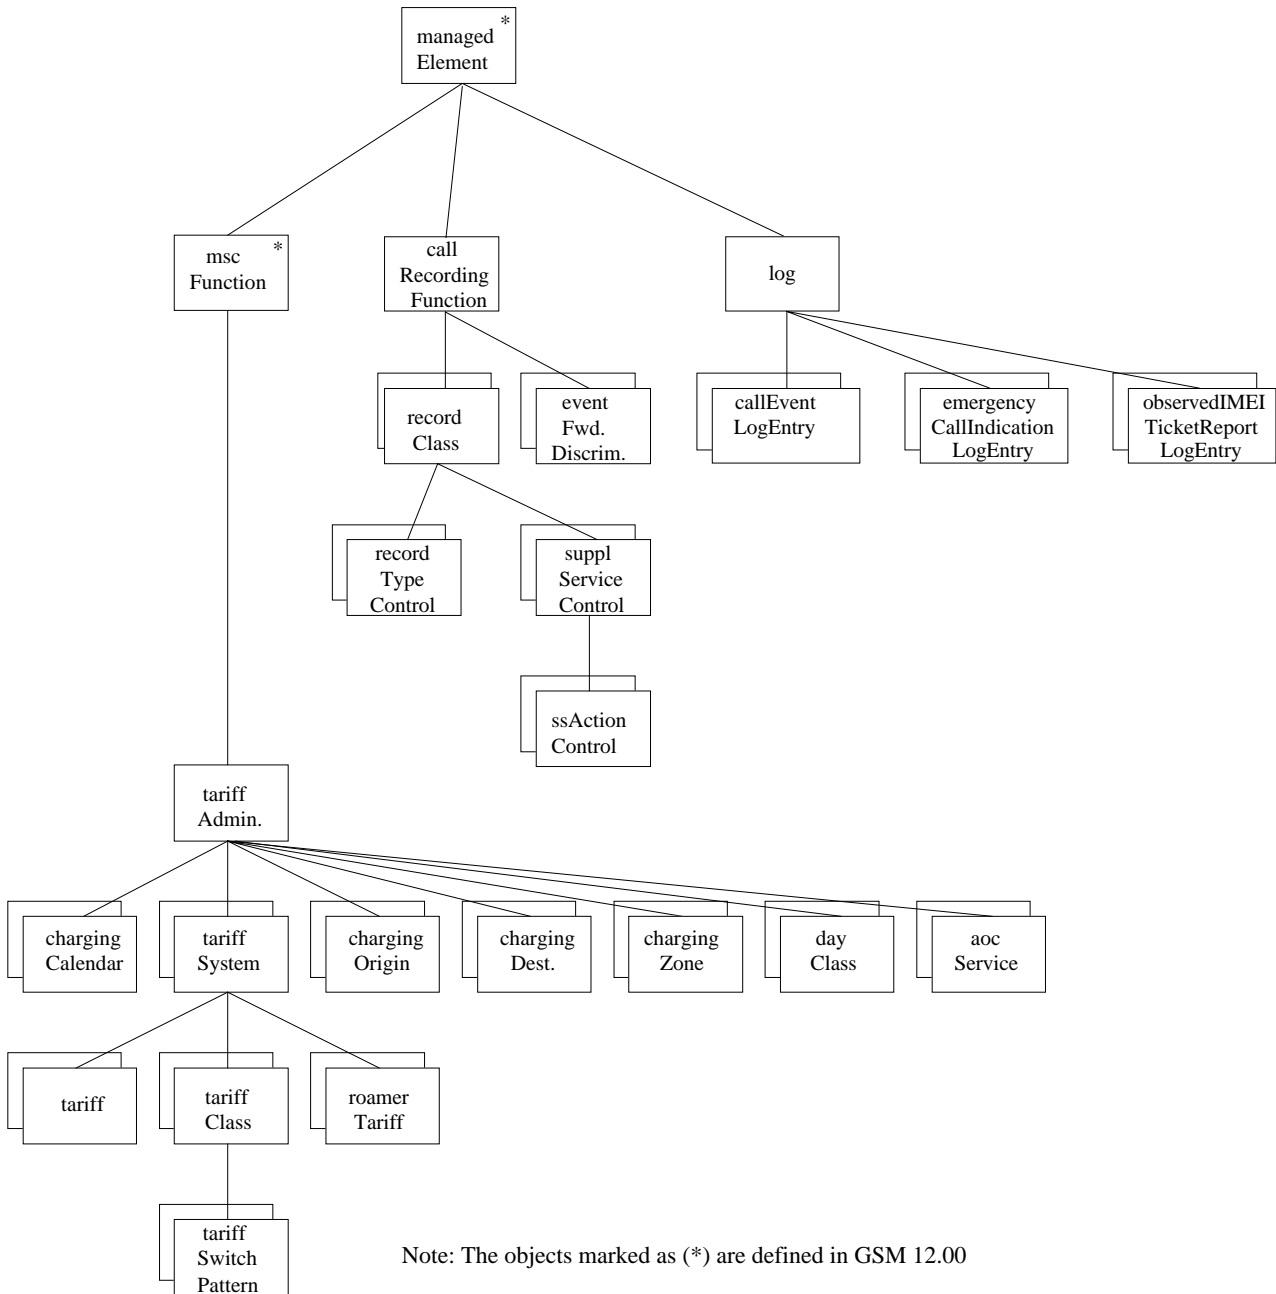 *
managed
Element
*
msc
Function
call
Recording
Function
log
record
Class
event
Fwd.
Discrim.
callEvent
LogEntry
emergency
CallIndication
LogEntry
observedIMEI
TicketReport
LogEntry
record
Type
Control
suppl
Service
Control
ssAction
Control
tariff
Admin.
charging
Calendar
tariff
System
charging
Origin
charging
Dest.
charging
Zone
day
Class
aoc
Service
tariff
tariff
Class
roamer
Tariff
tariff
Switch
Pattern
Note: The objects marked as (*) are defined in GSM 12.00